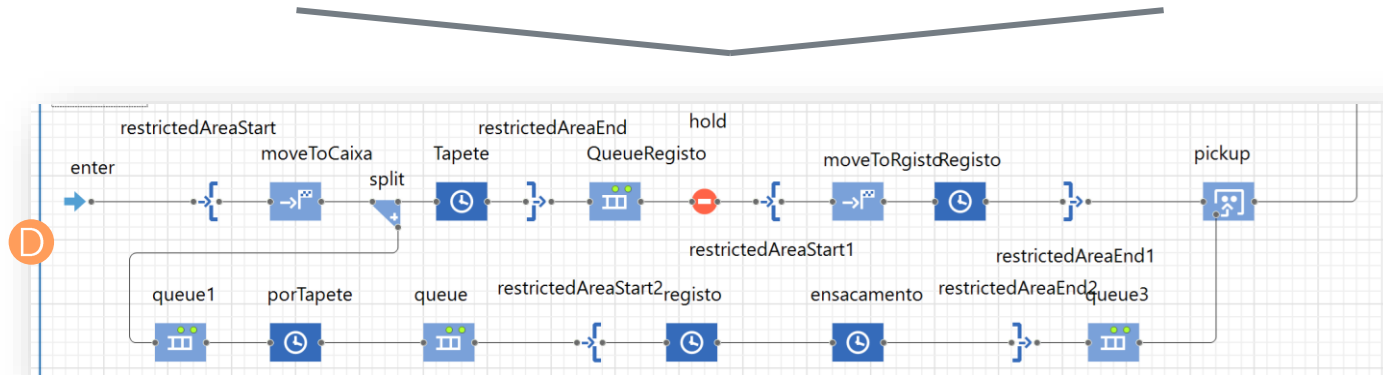 hold
restrictedAreaStart
restrictedAreaEnd
enter
moveToCaixa
Tapete
QueueRegisto
moveToRgisto
Registo
pickup
split
D
restrictedAreaStart1
restrictedAreaEnd1
queue1
porTapete
queue
restrictedAreaStart2
registo
ensacamento
restrictedAreaEnd2
queue3